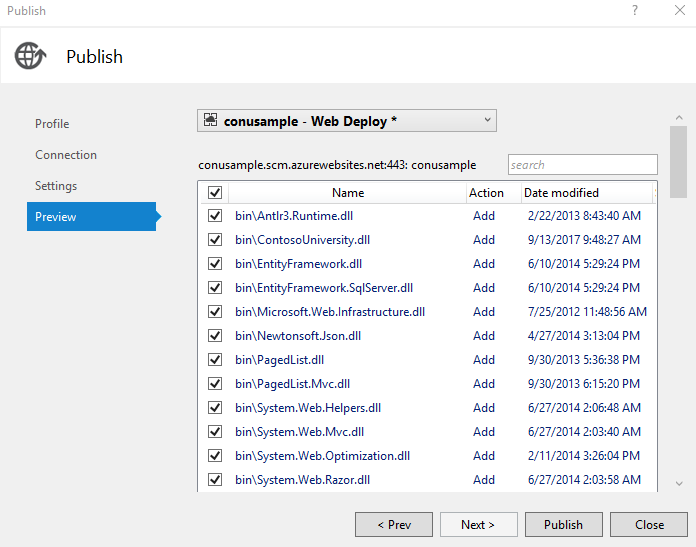 Publish
?
Publish
Profile
Connection
Settings
Preview
conusample - Web Deploy *
conusample.scm.azurewebsites.net:443: conusample
search
Name Action Date modified
bin\Antlr3.Runtime.dll Add 2/22/2013 8:43:40 AM
bin\ContosoUniversity.dll Add 9/13/2017 9:48:27 AM
bin\EntityFramework.dll Add 6/10/2014 5:29:24 PM
bin\EntityFramework.SqlServer.dll Add 6/10/2014 5:29:24 PM
bin\Microsoft.Web.Infrastructure.dll Add 7/25/2012 11:48:56 AM
bin\Newtonsoft.Json.dll Add 4/27/2014 3:13:04 PM
bin\PagedList.dll Add 9/30/2013 5:36:38 PM
bin\PagedList.Mvc.dll Add 9/30/2013 6:15:20 PM
bin\System.Web.Helpers.dll Add 6/27/2014 2:06:48 AM
bin\System.Web.Mvc.dll Add 6/27/2014 2:03:40 AM
bin\System.Web.Optimization.dll Add 2/11/2014 3:26:04 PM
bin\System.Web.Razor.dll Add 6/27/2014 2:03:58 AM
< Prev Next > Publish Close